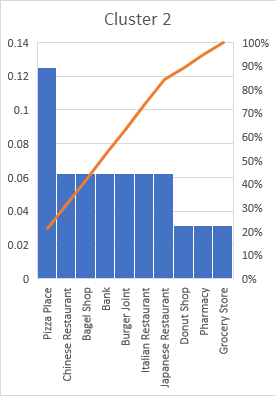 Cluster 2
0.14
0.12
0.1
0.08
0.06
0.04
0.02
0
100%
90%
80%
70%
60%
50%
40%
30%
20%
10%
0%
Pizza Place
Chinese Restaurant
Bagel Shop
Bank
Burger Joint
Italian Restaurant
Japanese Restaurant
Donut Shop
Pharmacy
Grocery Store